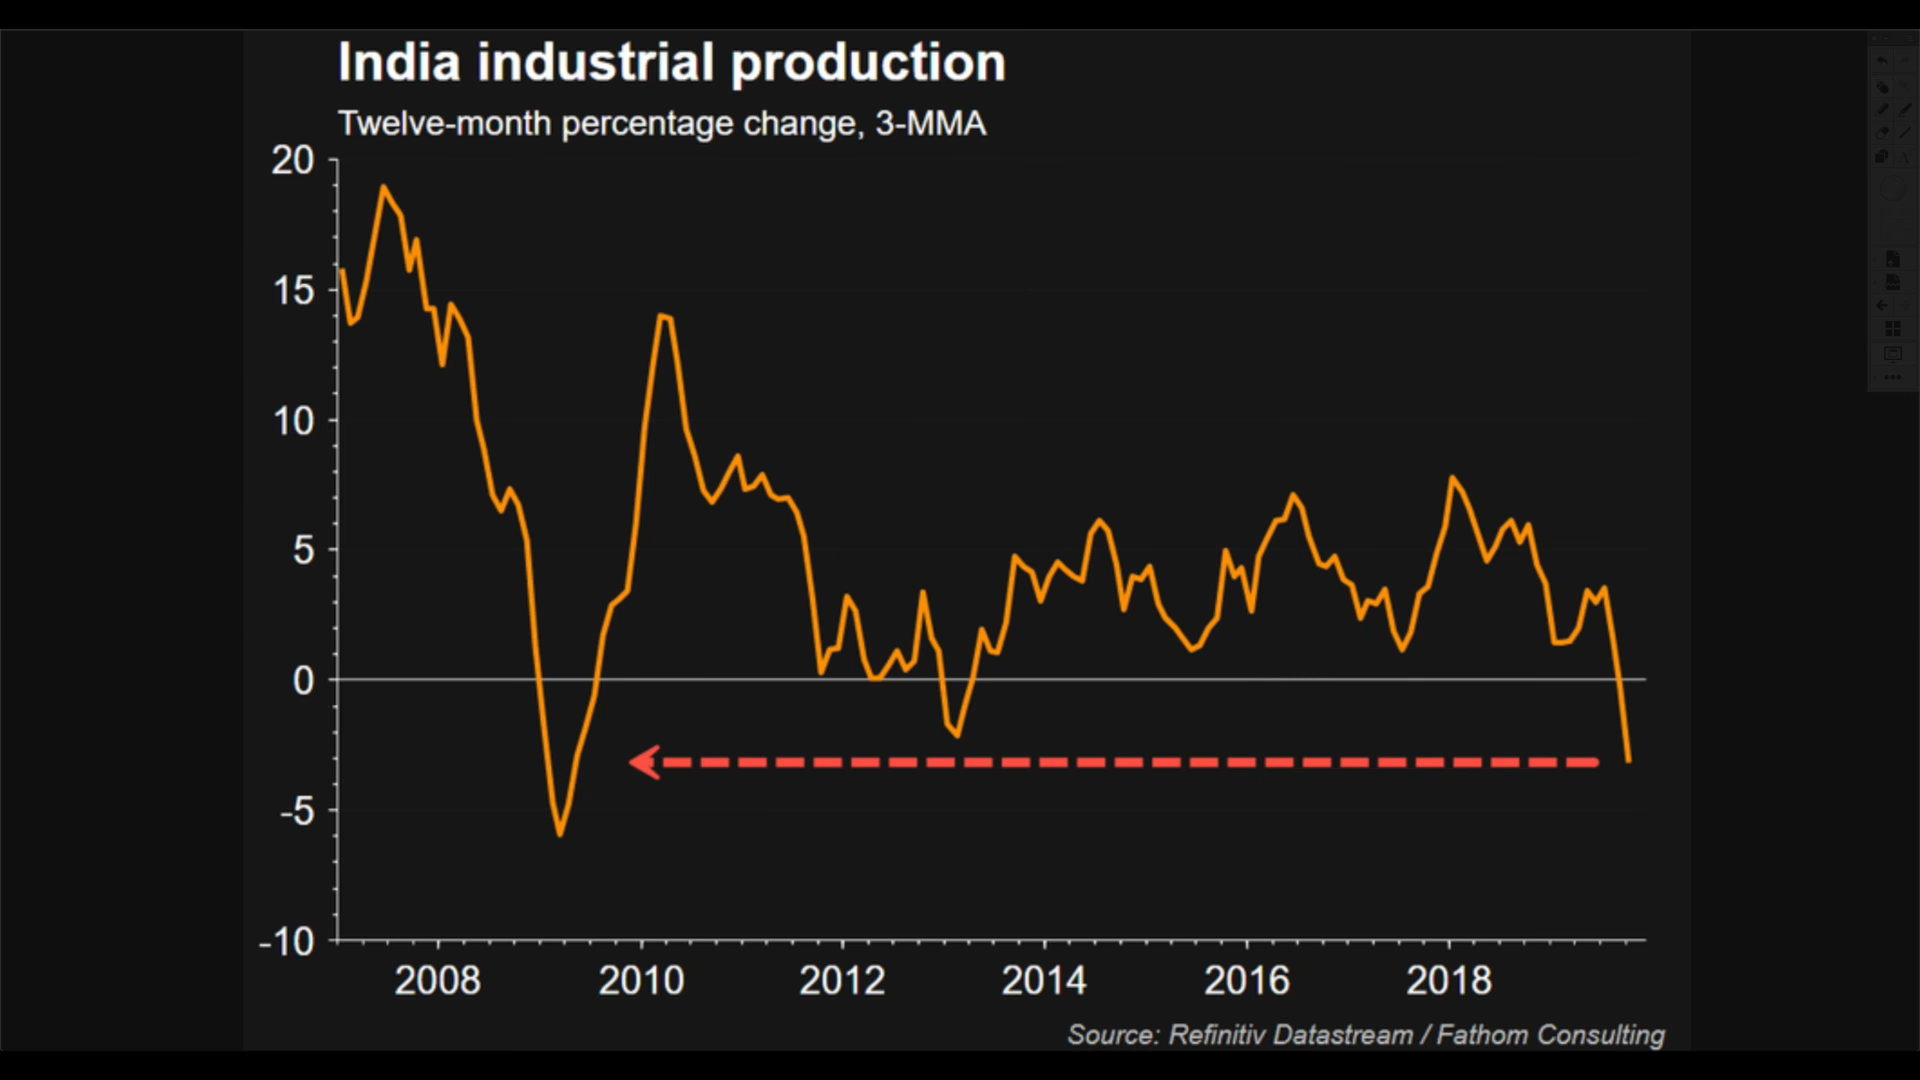 India industrial production
Twelve-month percentage change, 3-MMA
20
15
10
5
0
-5
-10
2008 2010 2012 2014 2016 2018
Source: Refinitiv Datastream / Fathom Consulting